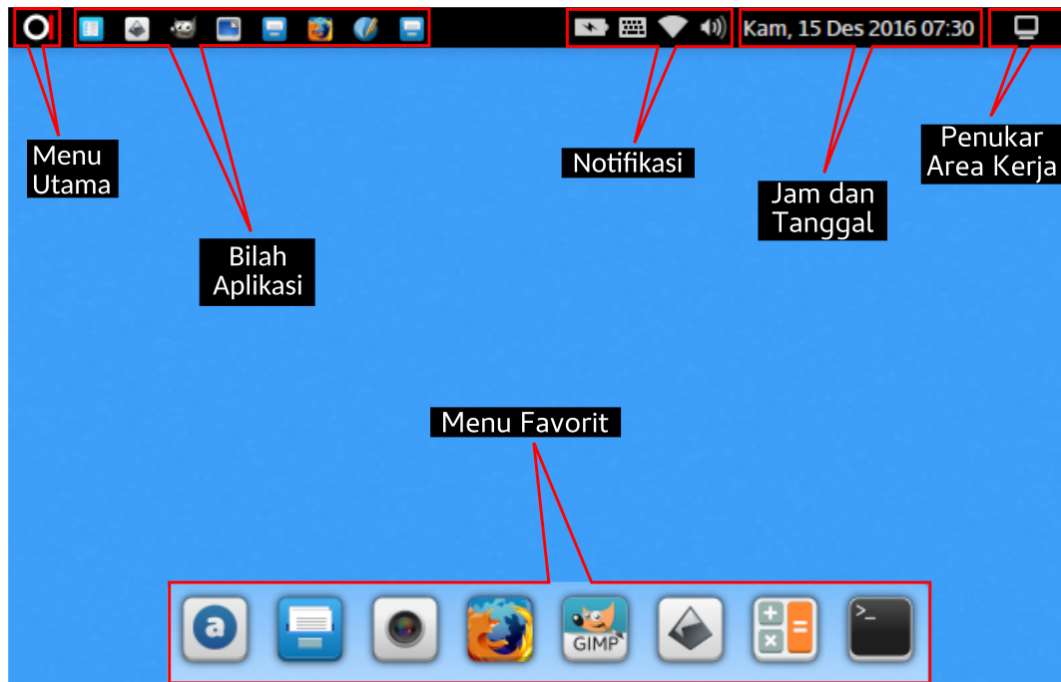 Kam, 15 Des 2016 07:30
Menu
Utama
Notifikasi
Penukar
Area Kerja
Jam dan
Tanggal
Bilah
Aplikasi
Menu Favorit
a
GIMP
>_